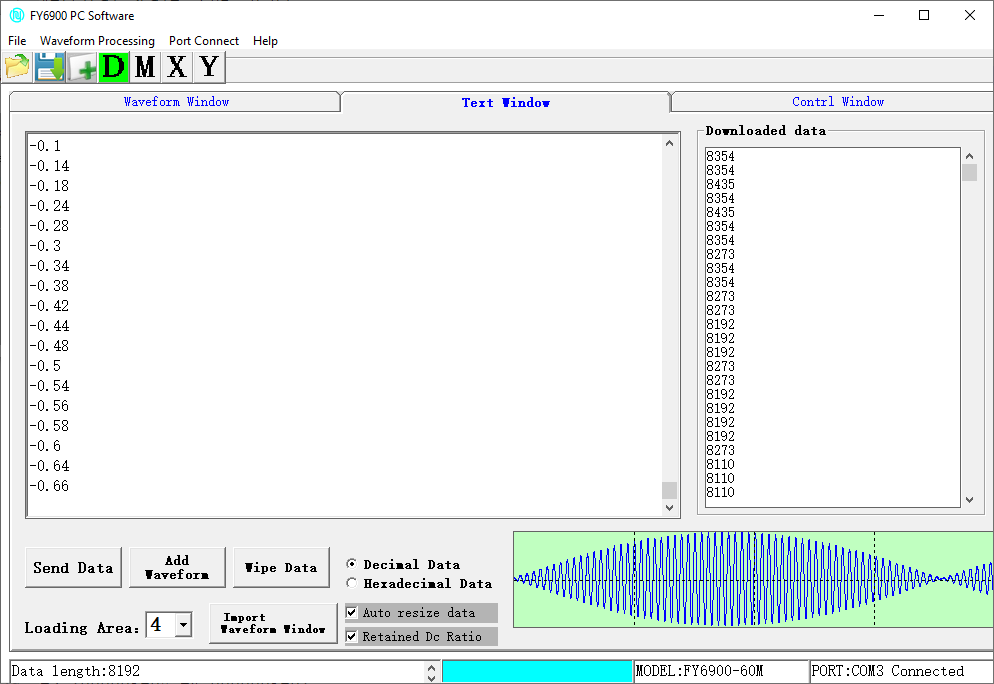 FY6900 PC Software
File Waveform Processing Port Connect Help
D M X Y
Waveform Window Text Window Contrl Window
-0.1
-0.14
-0.18
-0.24
-0.28
-0.3
-0.34
-0.38
-0.42
-0.44
-0.48
-0.5
-0.54
-0.56
-0.58
-0.6
-0.64
-0.66
Downloaded data
8354
8354
8435
8354
8435
8354
8354
8273
8354
8354
8273
8273
8192
8192
8192
8273
8273
8192
8192
8192
8192
8273
8110
8110
8110
Send Data
Add
Waveform
Wipe Data
Decimal Data
Hexadecimal Data
Loading Area: 4
Import
Waveform Window
Auto resize data
Retained Dc Ratio
Data length:8192 MODEL:FY6900-60M PORT:COM3 Connected